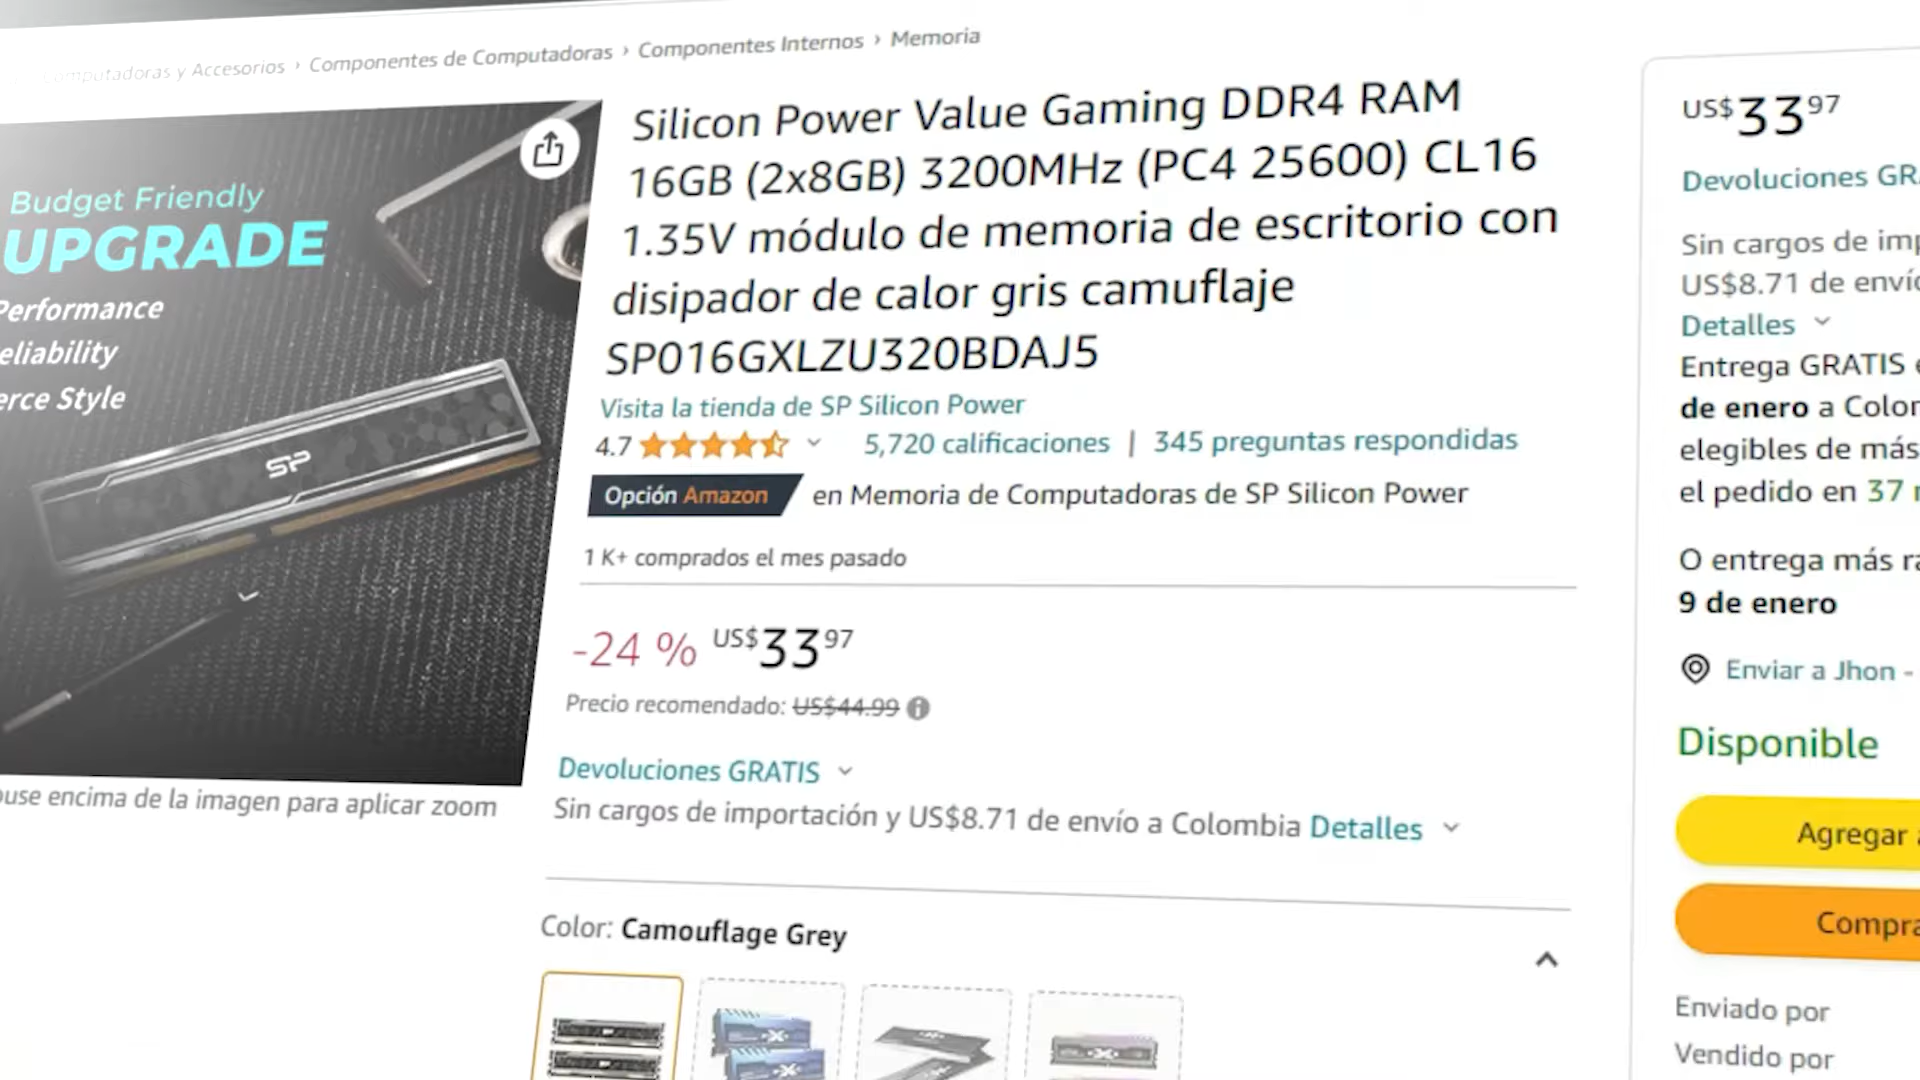 Computadoras y Accesorios › Componentes de Computadoras › Componentes Internos › Memoria
Budget Friendly
UPGRADE
Performance
erce Style
SP
Silicon Power Value Gaming DDR4 RAM
16GB (2x8GB) 3200MHz (PC4 25600) CL16
1.35V módulo de memoria de escritorio con
disipador de calor gris camuflaje
SP016GXLZU320BDAJ5
Visita la tienda de SP Silicon Power
4.7 5,720 calificaciones | 345 preguntas respondidas
Opción Amazon en Memoria de Computadoras de SP Silicon Power
1 K+ comprados el mes pasado
-24 % US$3397
Precio recomendado: US$44.99
Devoluciones GRATIS
Sin cargos de importación y US$8.71 de envío a Colombia Detalles
ouse encima de la imagen para aplicar zoom
Color: Camouflage Grey
US$3397
Devoluciones GR
Sin cargos de imp
US$8.71 de enví
Detalles
Entrega GRATIS
de enero a Color
elegibles de más
el pedido en 37
O entrega más ra
9 de enero
Enviar a Jhon -
Disponible
Agregar a
Compra
Enviado por
Vendido por